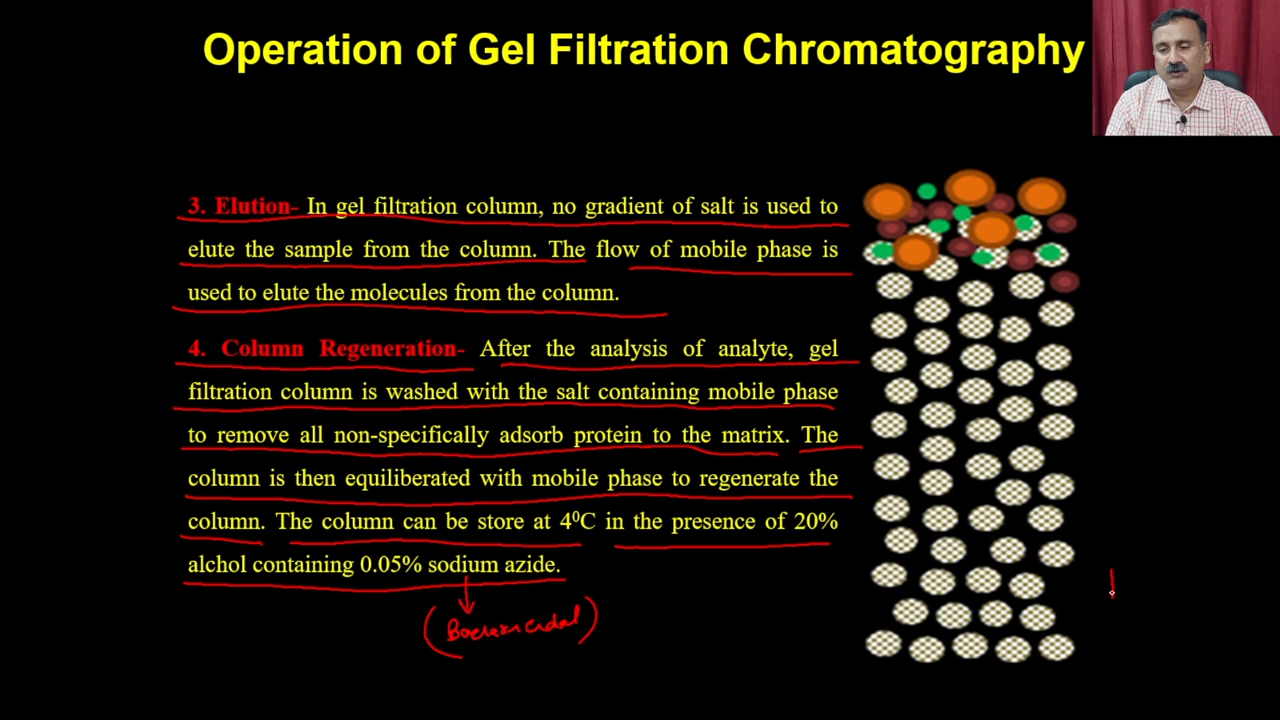 Operation of Gel Filtration Chromatography
3. Elution- In gel filtration column, no gradient of salt is used to
elute the sample from the column. The flow of mobile phase is
used to elute the molecules from the column.
4. Column Regeneration- After the analysis of analyte, gel
filtration column is washed with the salt containing mobile phase
to remove all non-specifically adsorb protein to the matrix. The
column is then equiliberated with mobile phase to regenerate the
column. The column can be store at 4⁰C in the presence of 20%
alchol containing 0.05% sodium azide.